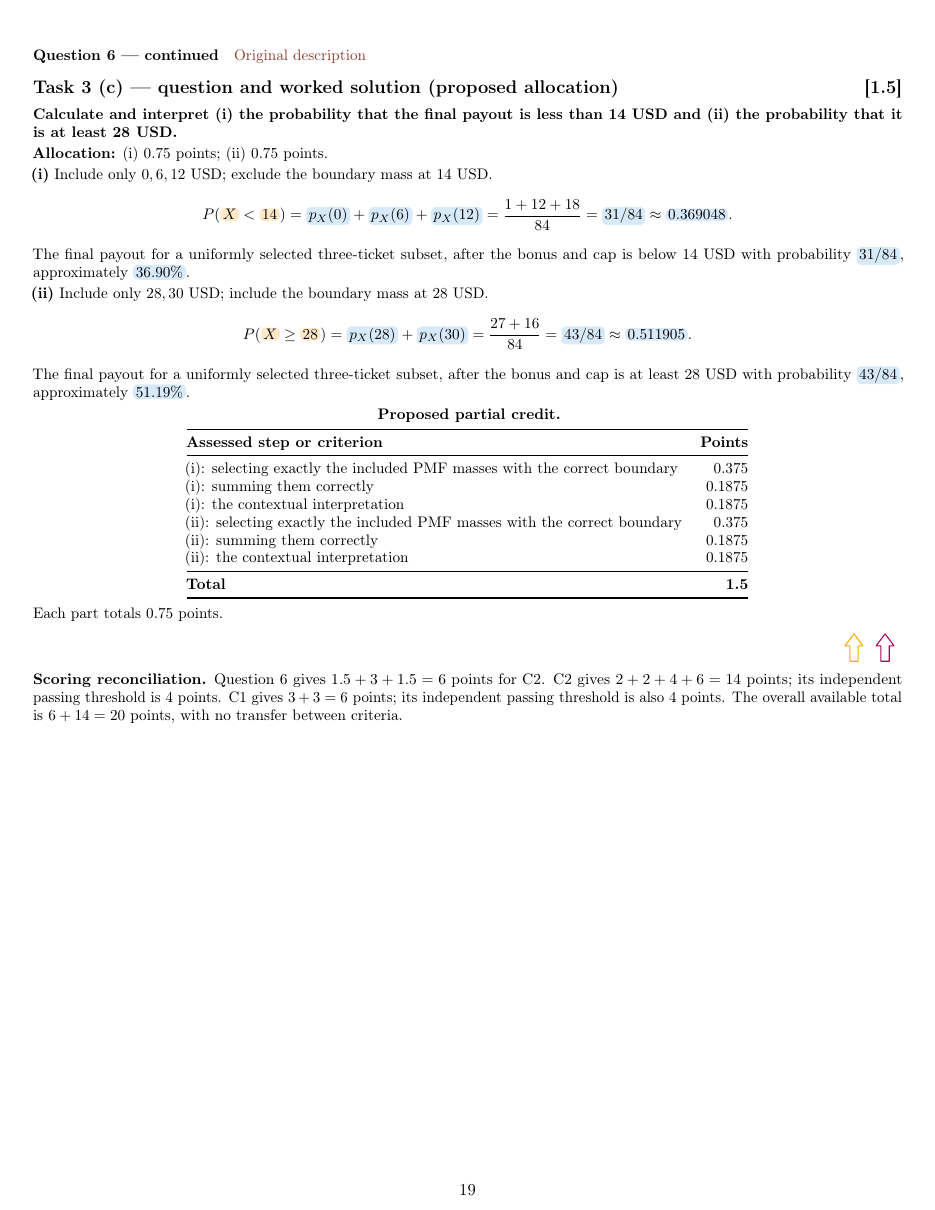 Question 6 — continued Original description
Task 3 (c) — question and worked solution (proposed allocation) [1.5]
Calculate and interpret (i) the probability that the final payout is less than 14 USD and (ii) the probability that it
is at least 28 USD.
Allocation: (i) 0.75 points; (ii) 0.75 points.
(i) Include only 0, 6, 12 USD; exclude the boundary mass at 14 USD.
P(X < 14) = p_X(0) + p_X(6) + p_X(12) = (1 + 12 + 18)/84 = 31/84 ≈ 0.369048.
The final payout for a uniformly selected three-ticket subset, after the bonus and cap is below 14 USD with probability 31/84,
approximately 36.90%.
(ii) Include only 28, 30 USD; include the boundary mass at 28 USD.
P(X ≥ 28) = p_X(28) + p_X(30) = (27 + 16)/84 = 43/84 ≈ 0.511905.
The final payout for a uniformly selected three-ticket subset, after the bonus and cap is at least 28 USD with probability 43/84,
approximately 51.19%.
Proposed partial credit.
Assessed step or criterion Points
(i): selecting exactly the included PMF masses with the correct boundary 0.375
(i): summing them correctly 0.1875
(i): the contextual interpretation 0.1875
(ii): selecting exactly the included PMF masses with the correct boundary 0.375
(ii): summing them correctly 0.1875
(ii): the contextual interpretation 0.1875
Total 1.5
Each part totals 0.75 points.
Scoring reconciliation. Question 6 gives 1.5 + 3 + 1.5 = 6 points for C2. C2 gives 2 + 2 + 4 + 6 = 14 points; its independent
passing threshold is 4 points. C1 gives 3 + 3 = 6 points; its independent passing threshold is also 4 points. The overall available total
is 6 + 14 = 20 points, with no transfer between criteria.
19